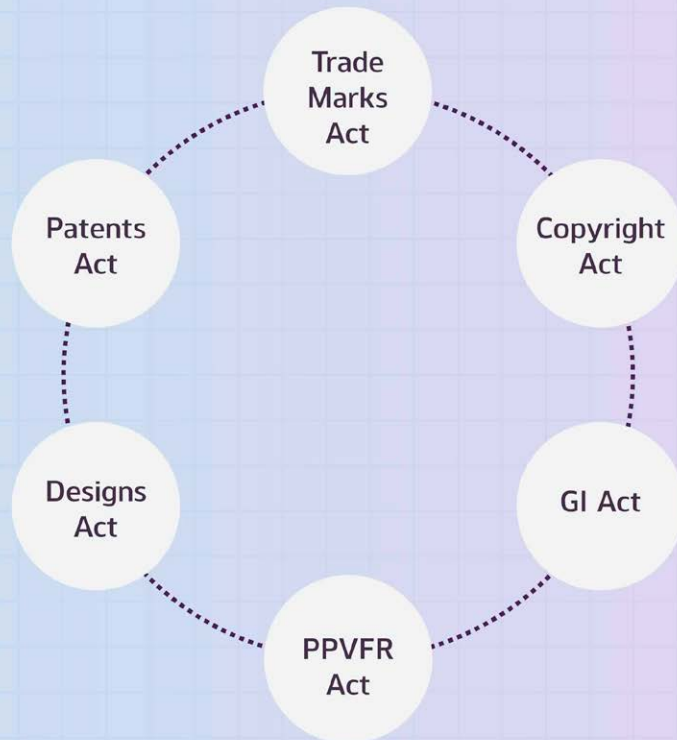 Trade
Marks
Act
Patents
Act
Copyright
Act
Designs
Act
GI Act
PPVFR
Act